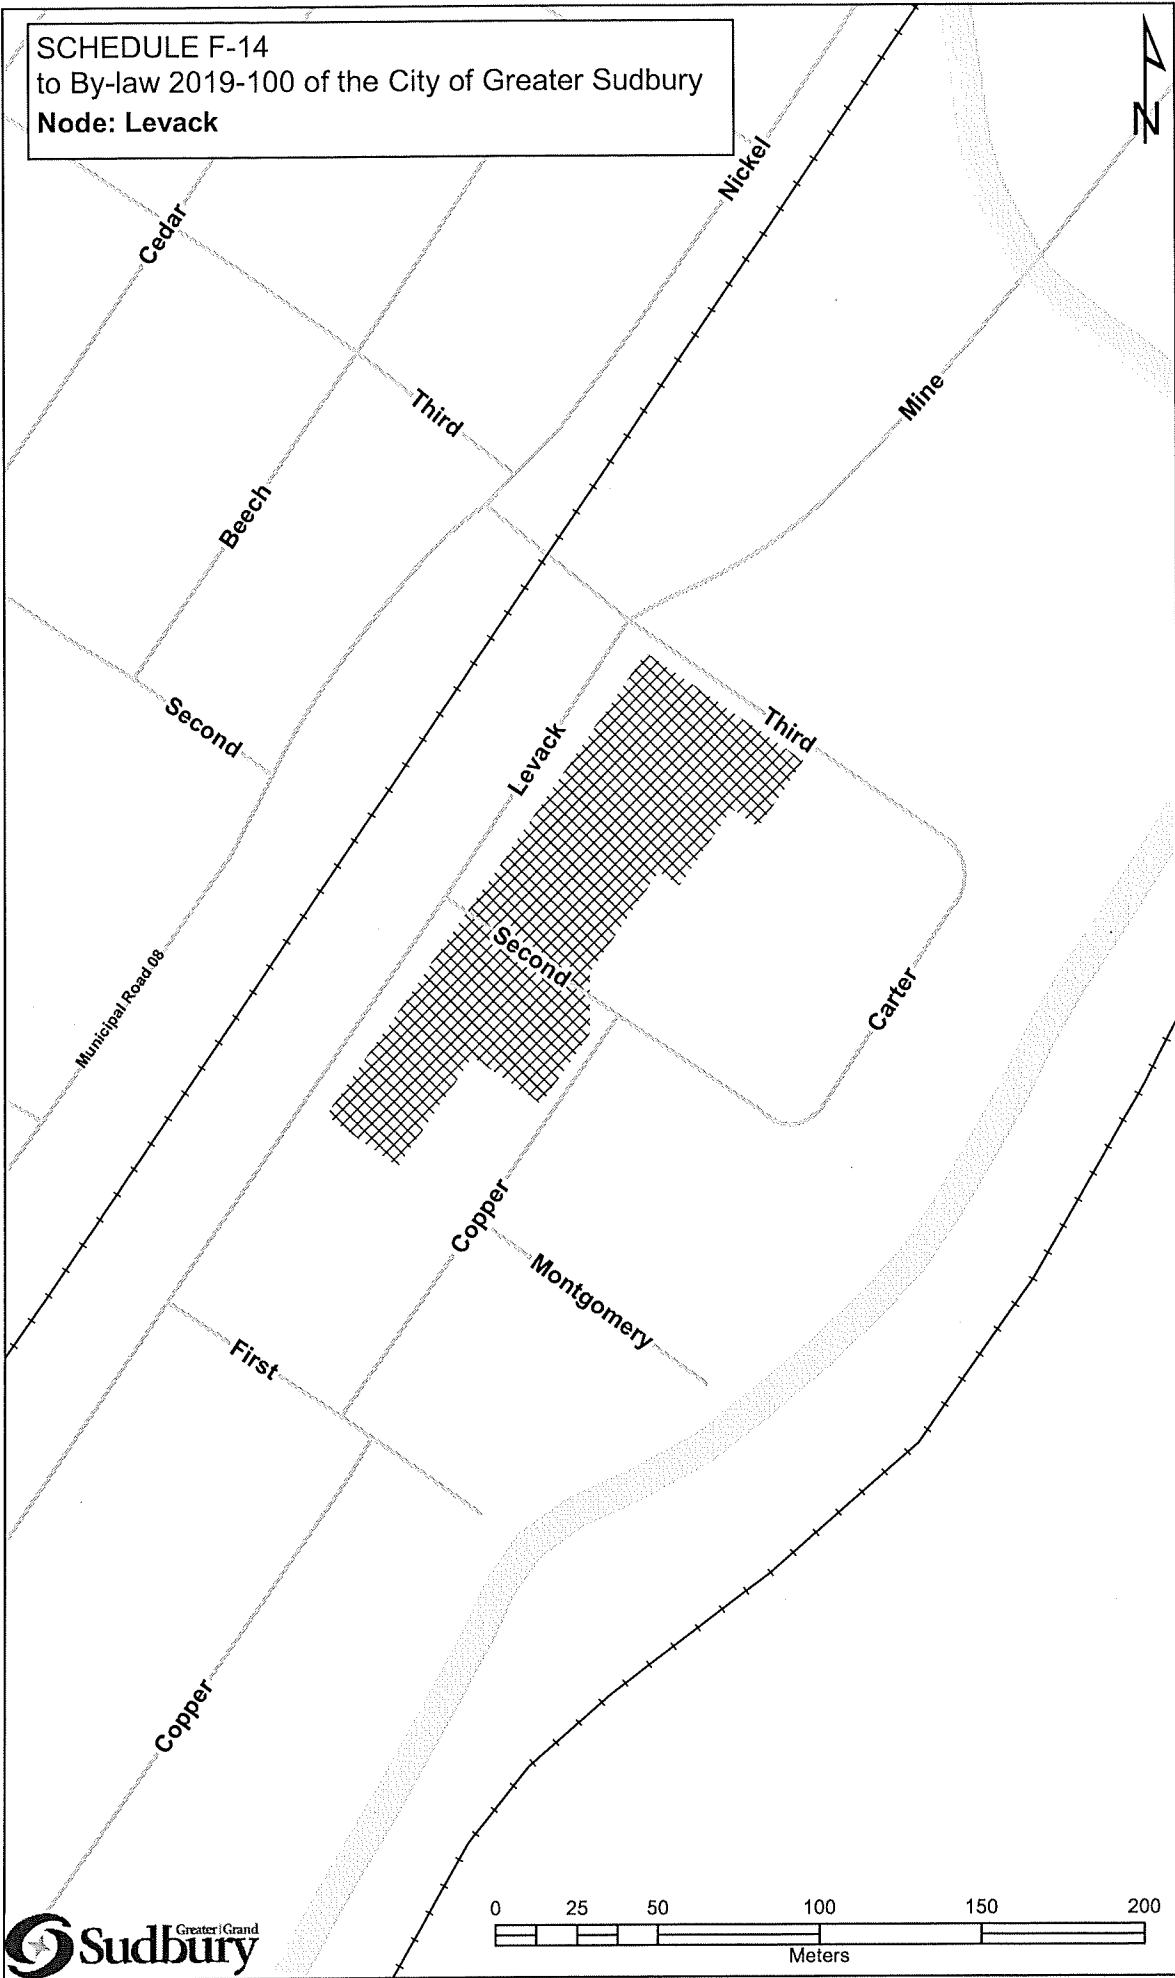 SCHEDULE F-14
to By-law 2019-100 of the City of Greater Sudbury
Node: Levack
N
Nickel
Cedar
Mine
Third
Beech
Second
Levack
Third
Second
Municipal Road 08
Carter
Copper
Montgomery
First
Copper
0 25 50 100 150 200
Meters
Greater|Grand
Sudbury